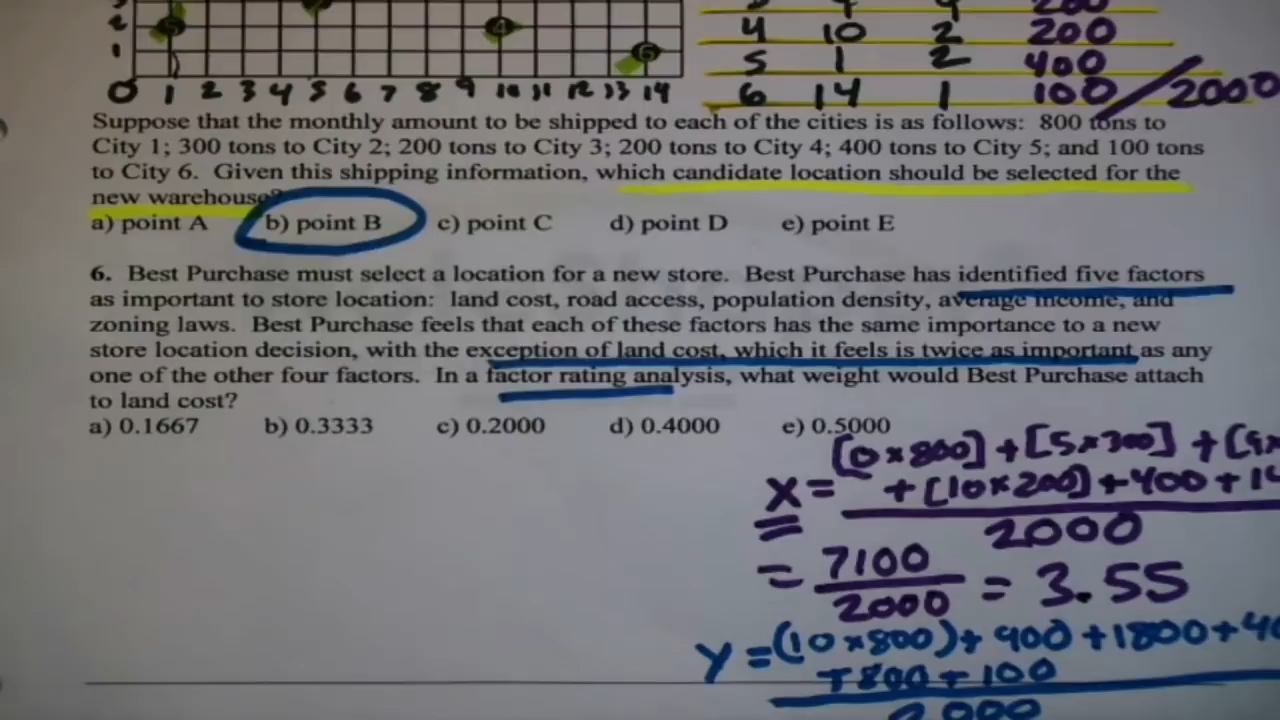 2
1
0 1 2 3 4 5 6 7 8 9 10 11 12 13 14
4 10 2 200
5 1 2 400
6 14 1 100 / 2000
Suppose that the monthly amount to be shipped to each of the cities is as follows: 800 tons to
City 1; 300 tons to City 2; 200 tons to City 3; 200 tons to City 4; 400 tons to City 5; and 100 tons
to City 6. Given this shipping information, which candidate location should be selected for the
new warehouse?
a) point A b) point B c) point C d) point D e) point E
6. Best Purchase must select a location for a new store. Best Purchase has identified five factors
as important to store location: land cost, road access, population density, average income, and
zoning laws. Best Purchase feels that each of these factors has the same importance to a new
store location decision, with the exception of land cost, which it feels is twice as important as any
one of the other four factors. In a factor rating analysis, what weight would Best Purchase attach
to land cost?
a) 0.1667 b) 0.3333 c) 0.2000 d) 0.4000 e) 0.5000
[0×800] + [5×300] +
X = + [10×200] + 400 +
2000
= 7100 / 2000 = 3.55
Y = (10×800) + 900 + 1800 +
+ 800 + 100
2000